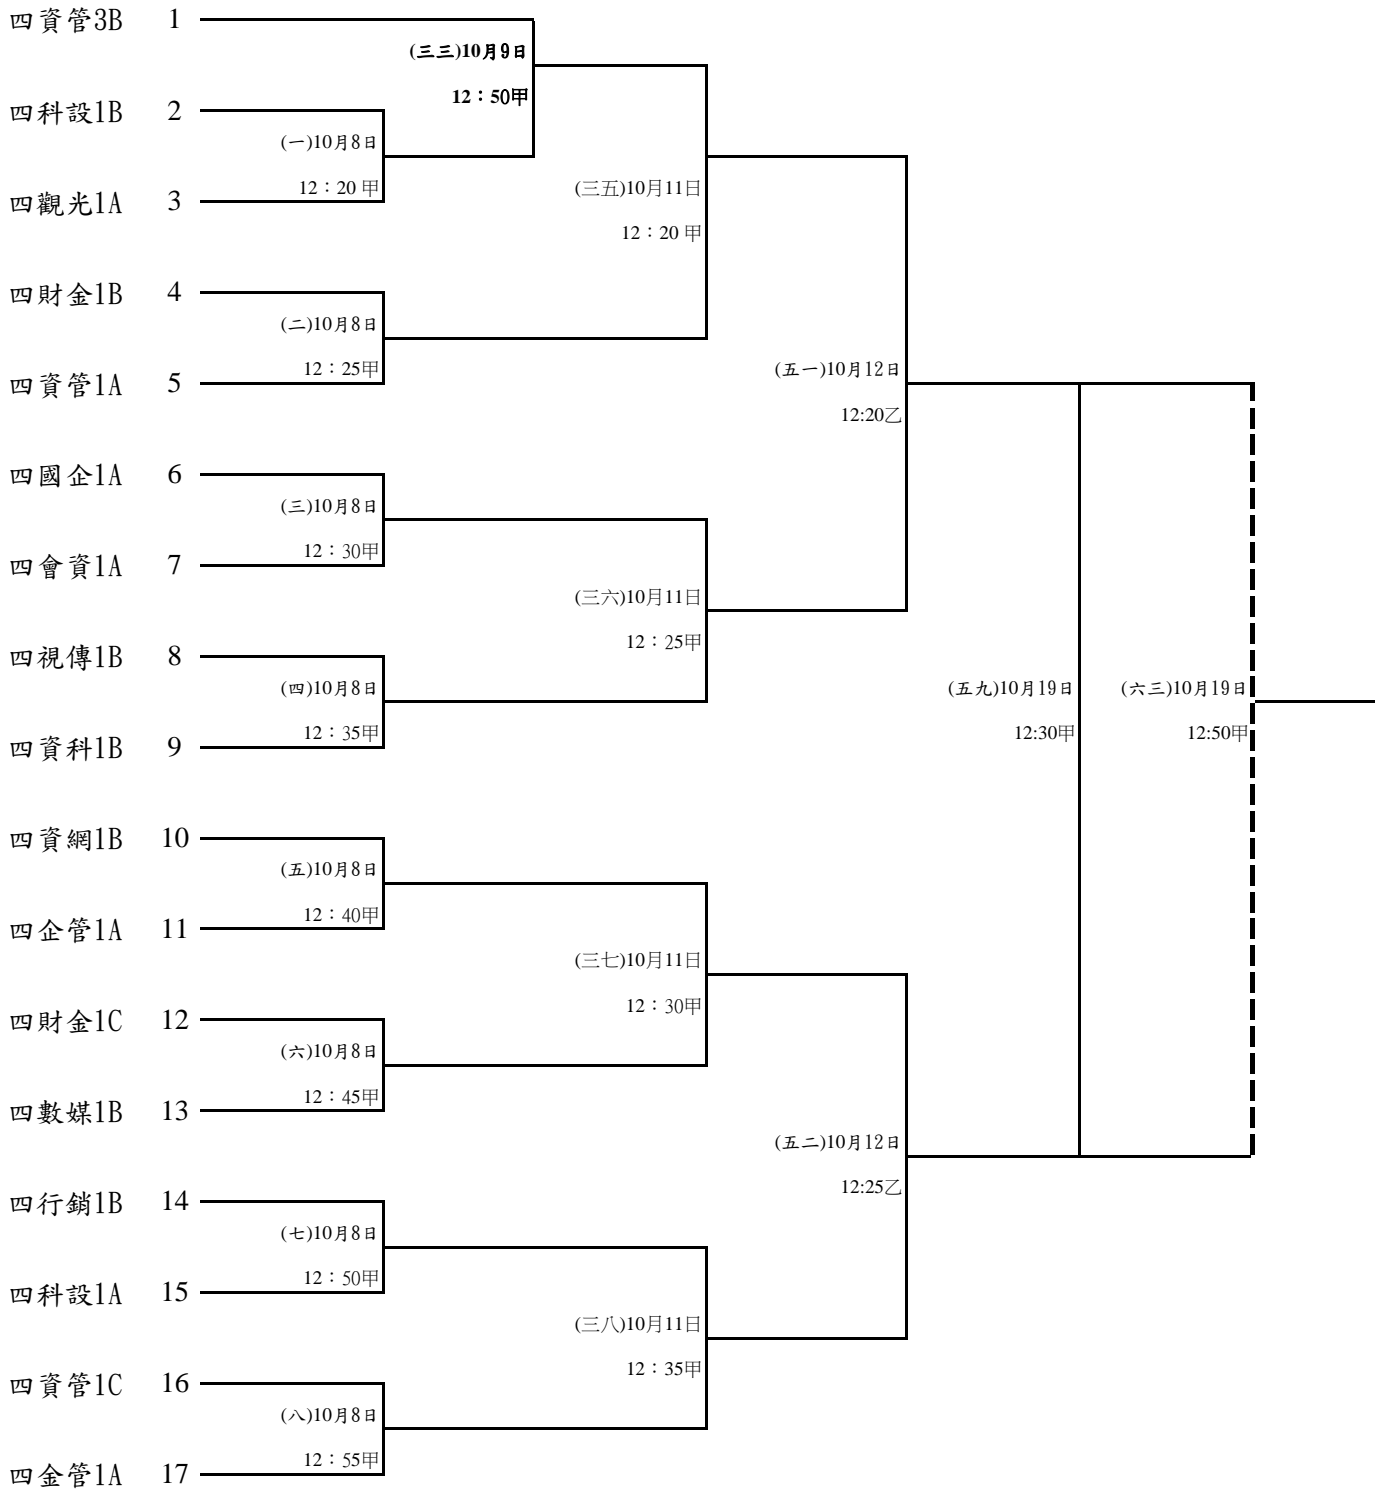 四資管3B 1
(三三)10月9日
12：50甲
四科設1B 2
(一)10月8日
12：20 甲
四觀光1A 3
(三五)10月11日
12：20 甲
四財金1B 4
(二)10月8日
12：25甲
四資管1A 5
(五一)10月12日
12:20乙
四國企1A 6
(三)10月8日
12：30甲
四會資1A 7
(三六)10月11日
12：25甲
四視傳1B 8
(四)10月8日
12：35甲
四資科1B 9
(五九)10月19日
12:30甲
(六三)10月19日
12:50甲
四資網1B 10
(五)10月8日
12：40甲
四企管1A 11
(三七)10月11日
12：30甲
四財金1C 12
(六)10月8日
12：45甲
四數媒1B 13
(五二)10月12日
12:25乙
四行銷1B 14
(七)10月8日
12：50甲
四科設1A 15
(三八)10月11日
12：35甲
四資管1C 16
(八)10月8日
12：55甲
四金管1A 17